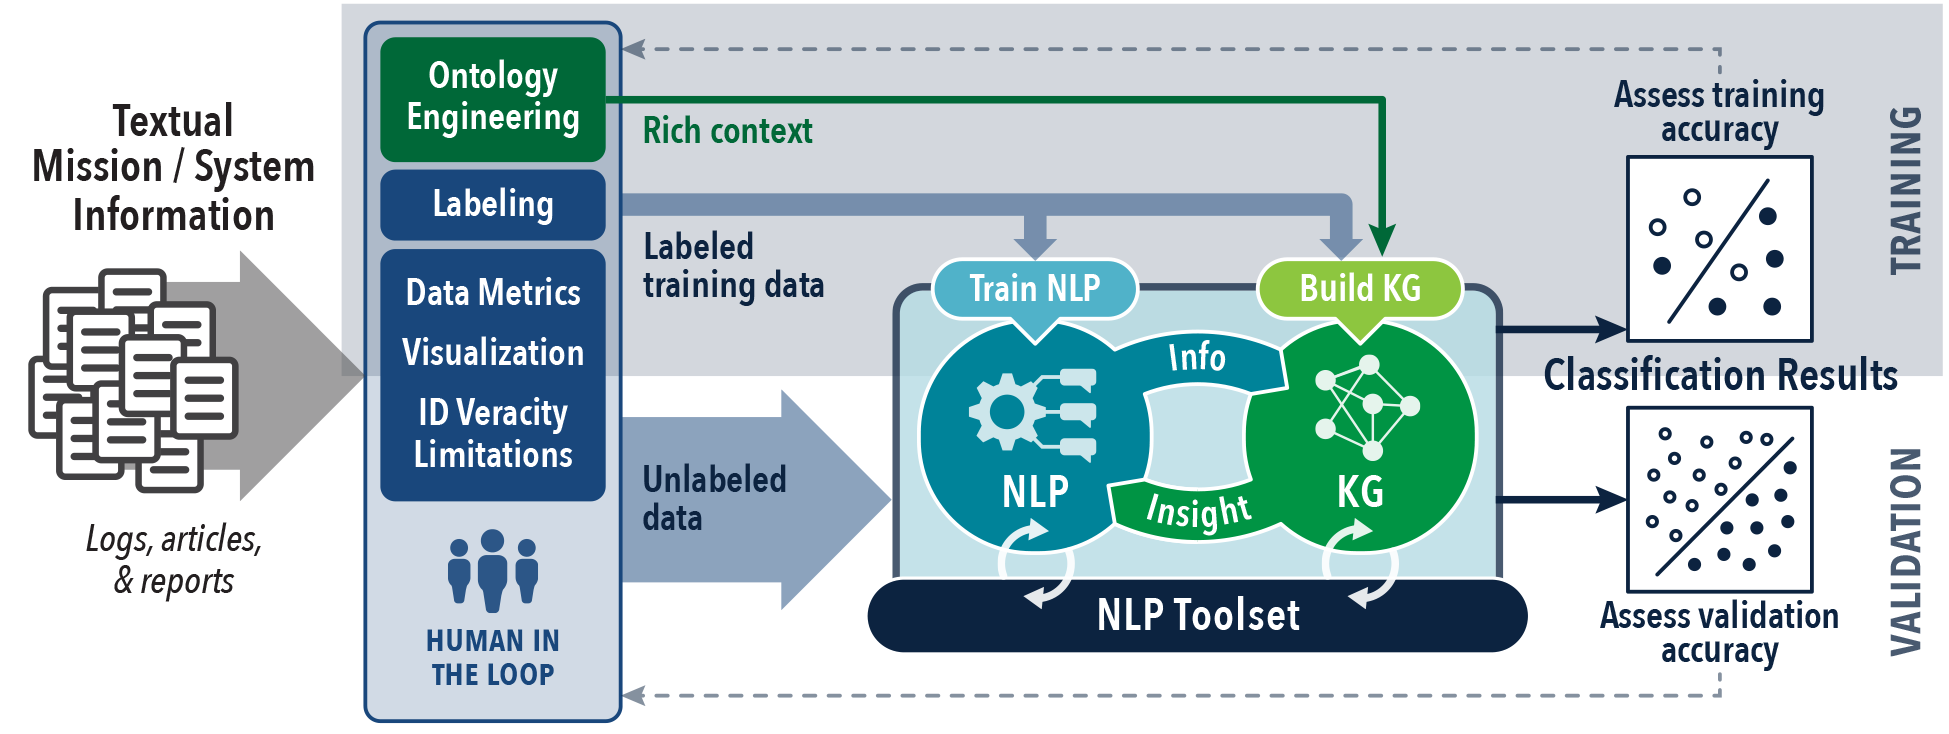 Textual
Mission / System
Information
Logs, articles,
& reports
Ontology
Engineering
Labeling
Data Metrics
Visualization
ID Veracity
Limitations
HUMAN IN
THE LOOP
Rich context
Labeled
training data
Unlabeled
data
Train NLP
Build KG
Info
NLP
KG
Insight
NLP Toolset
Assess training
accuracy
Classification Results
Assess validation
accuracy
TRAINING
VALIDATION